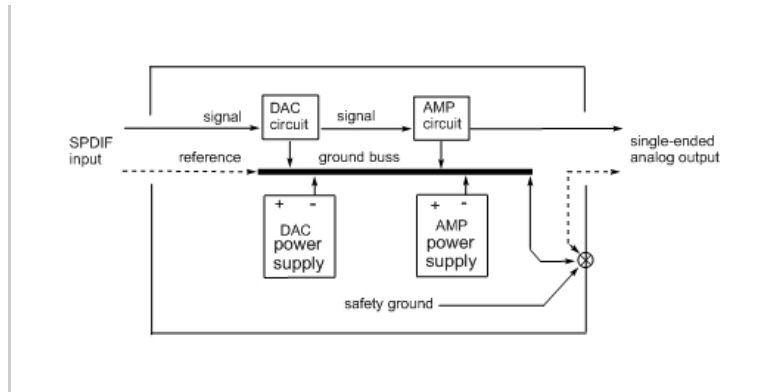 DAC
circuit
AMP
circuit
signal
signal
SPDIF
input
single-ended
analog output
reference
ground buss
+ -
+ -
DAC
power
supply
AMP
power
supply
safety ground